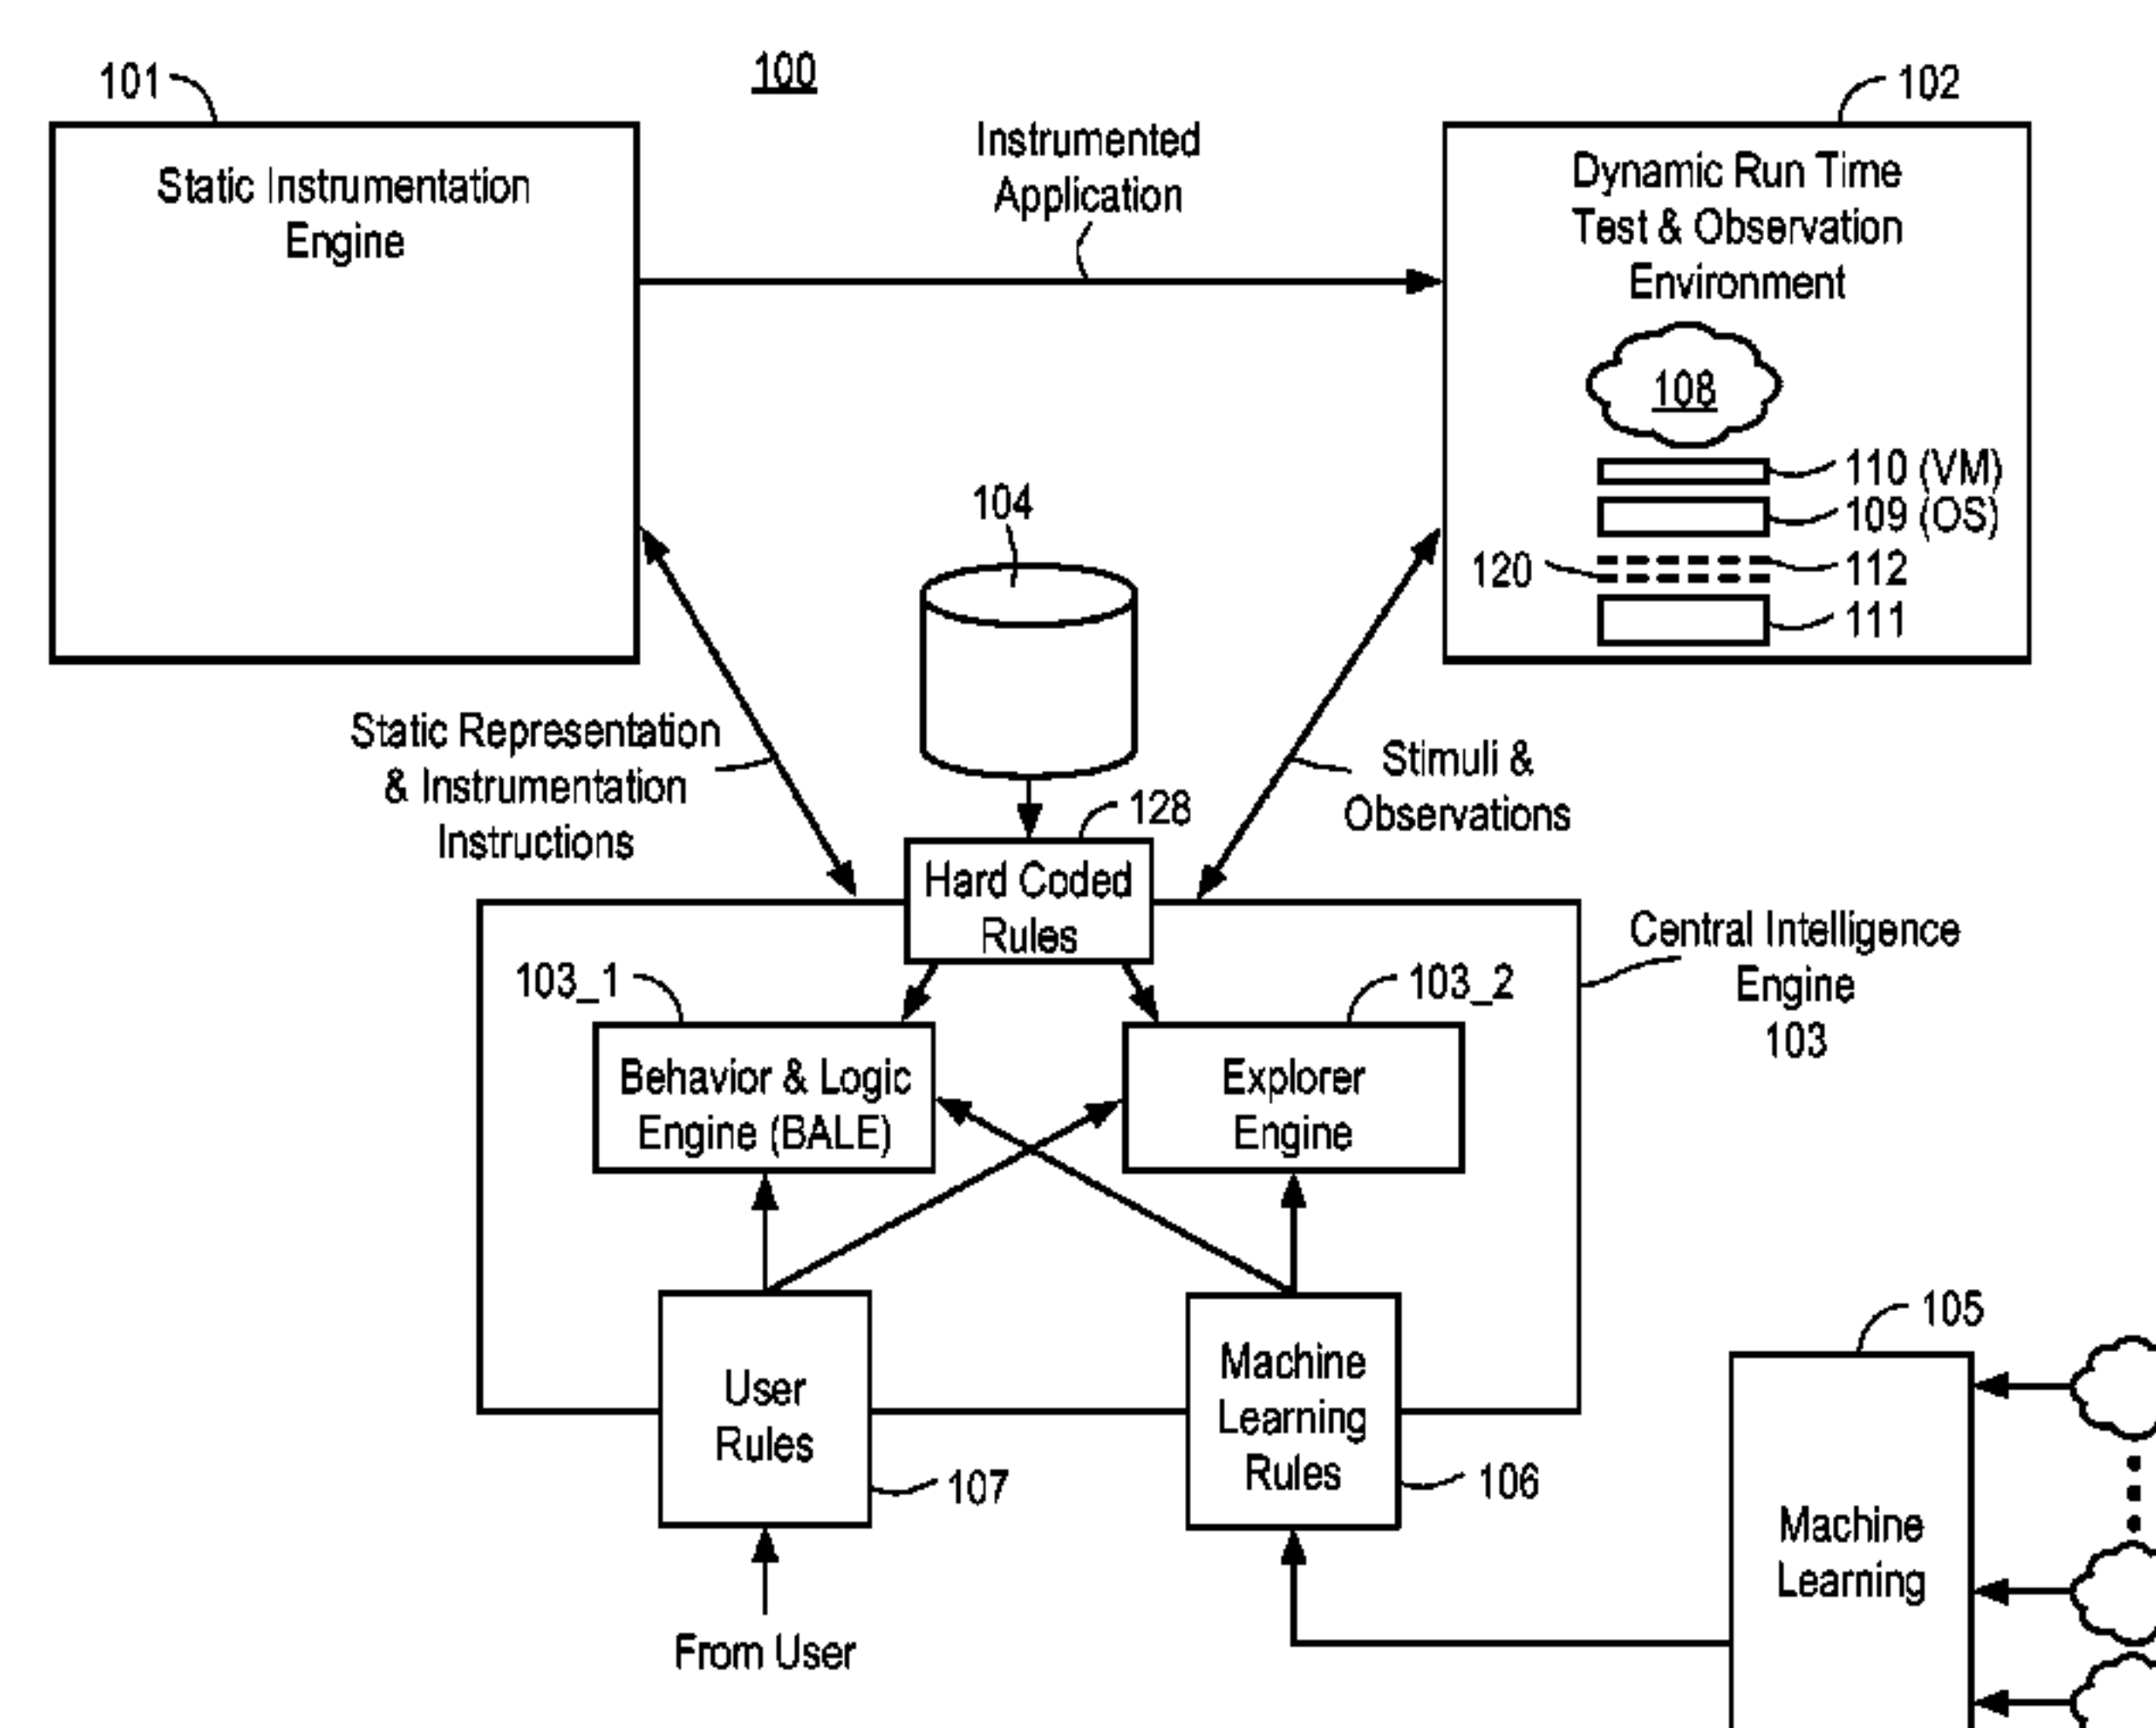 100
101
Static Instrumentation
Engine
Instrumented
Application
102
Dynamic Run Time
Test & Observation
Environment
108
110 (VM)
109 (OS)
120
112
111
104
Static Representation
& Instrumentation
Instructions
Stimuli &
Observations
128
Hard Coded
Rules
Central Intelligence
Engine
103
103_1
Behavior & Logic
Engine (BALE)
103_2
Explorer
Engine
User
Rules
107
Machine
Learning
Rules
106
From User
105
Machine
Learning